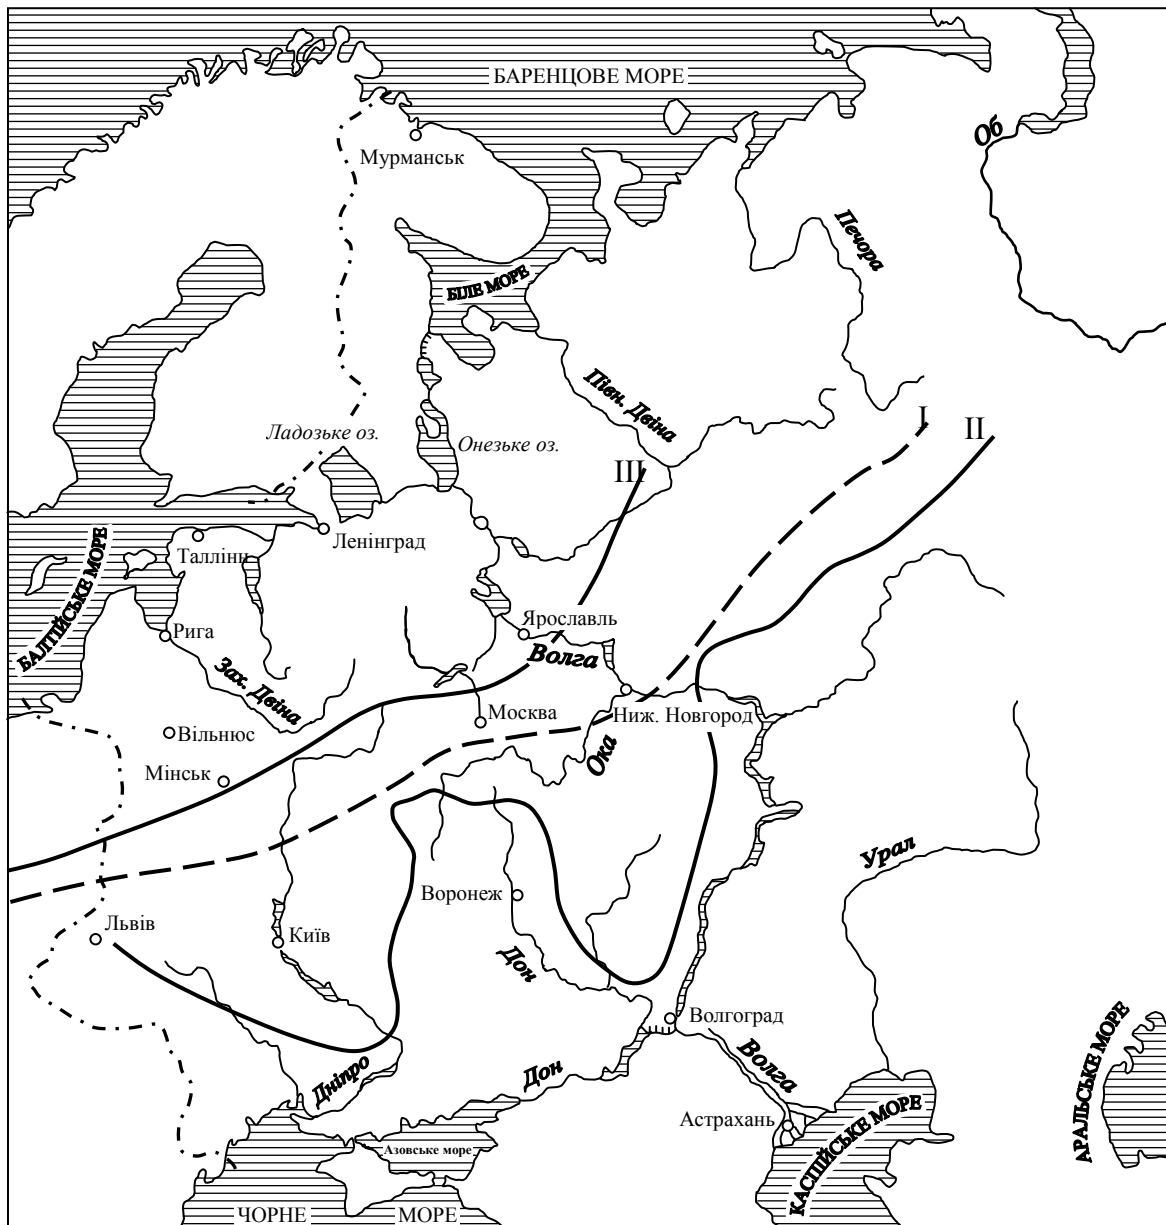 БАРЕНЦОВЕ МОРЕ
Об
Мурманськ
Печора
БІЛЕ МОРЕ
Півн. Двіна
I
II
Ладозьке оз.
Онезьке оз.
III
Ленінград
Таллінн
БАЛТІЙСЬКЕ МОРЕ
Ярославль
Рига
Волга
Зах. Двіна
Москва
Ниж. Новгород
Вільнюс
Ока
Мінськ
Урал
Воронеж
Львів
Київ
Дон
Волгоград
Волга
Дон
Дніпро
Астрахань
АРАЛЬСЬКЕ МОРЕ
КАСПІЙСЬКЕ МОРЕ
Азовське море
ЧОРНЕ МОРЕ